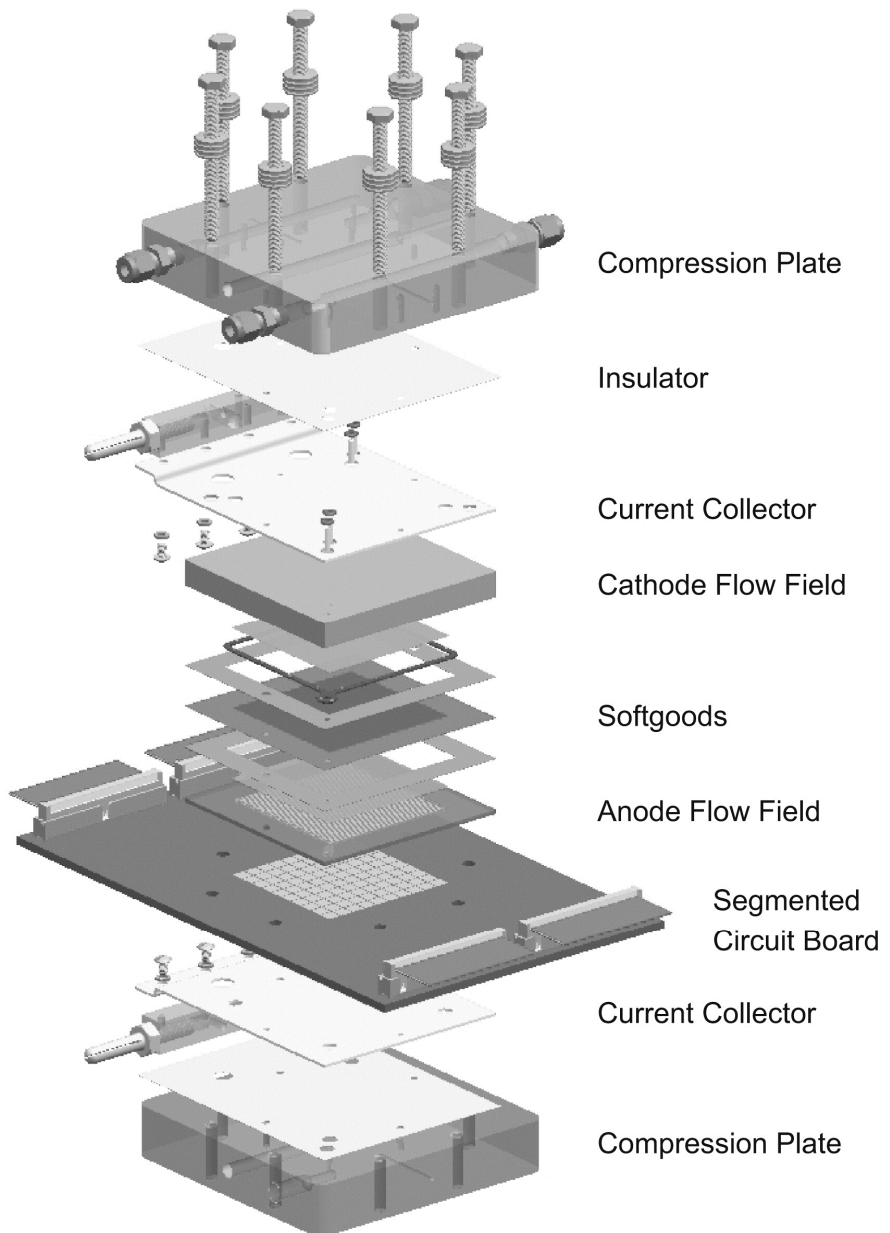 Compression Plate
Insulator
Current Collector
Cathode Flow Field
Softgoods
Anode Flow Field
Segmented
Circuit Board
Current Collector
Compression Plate